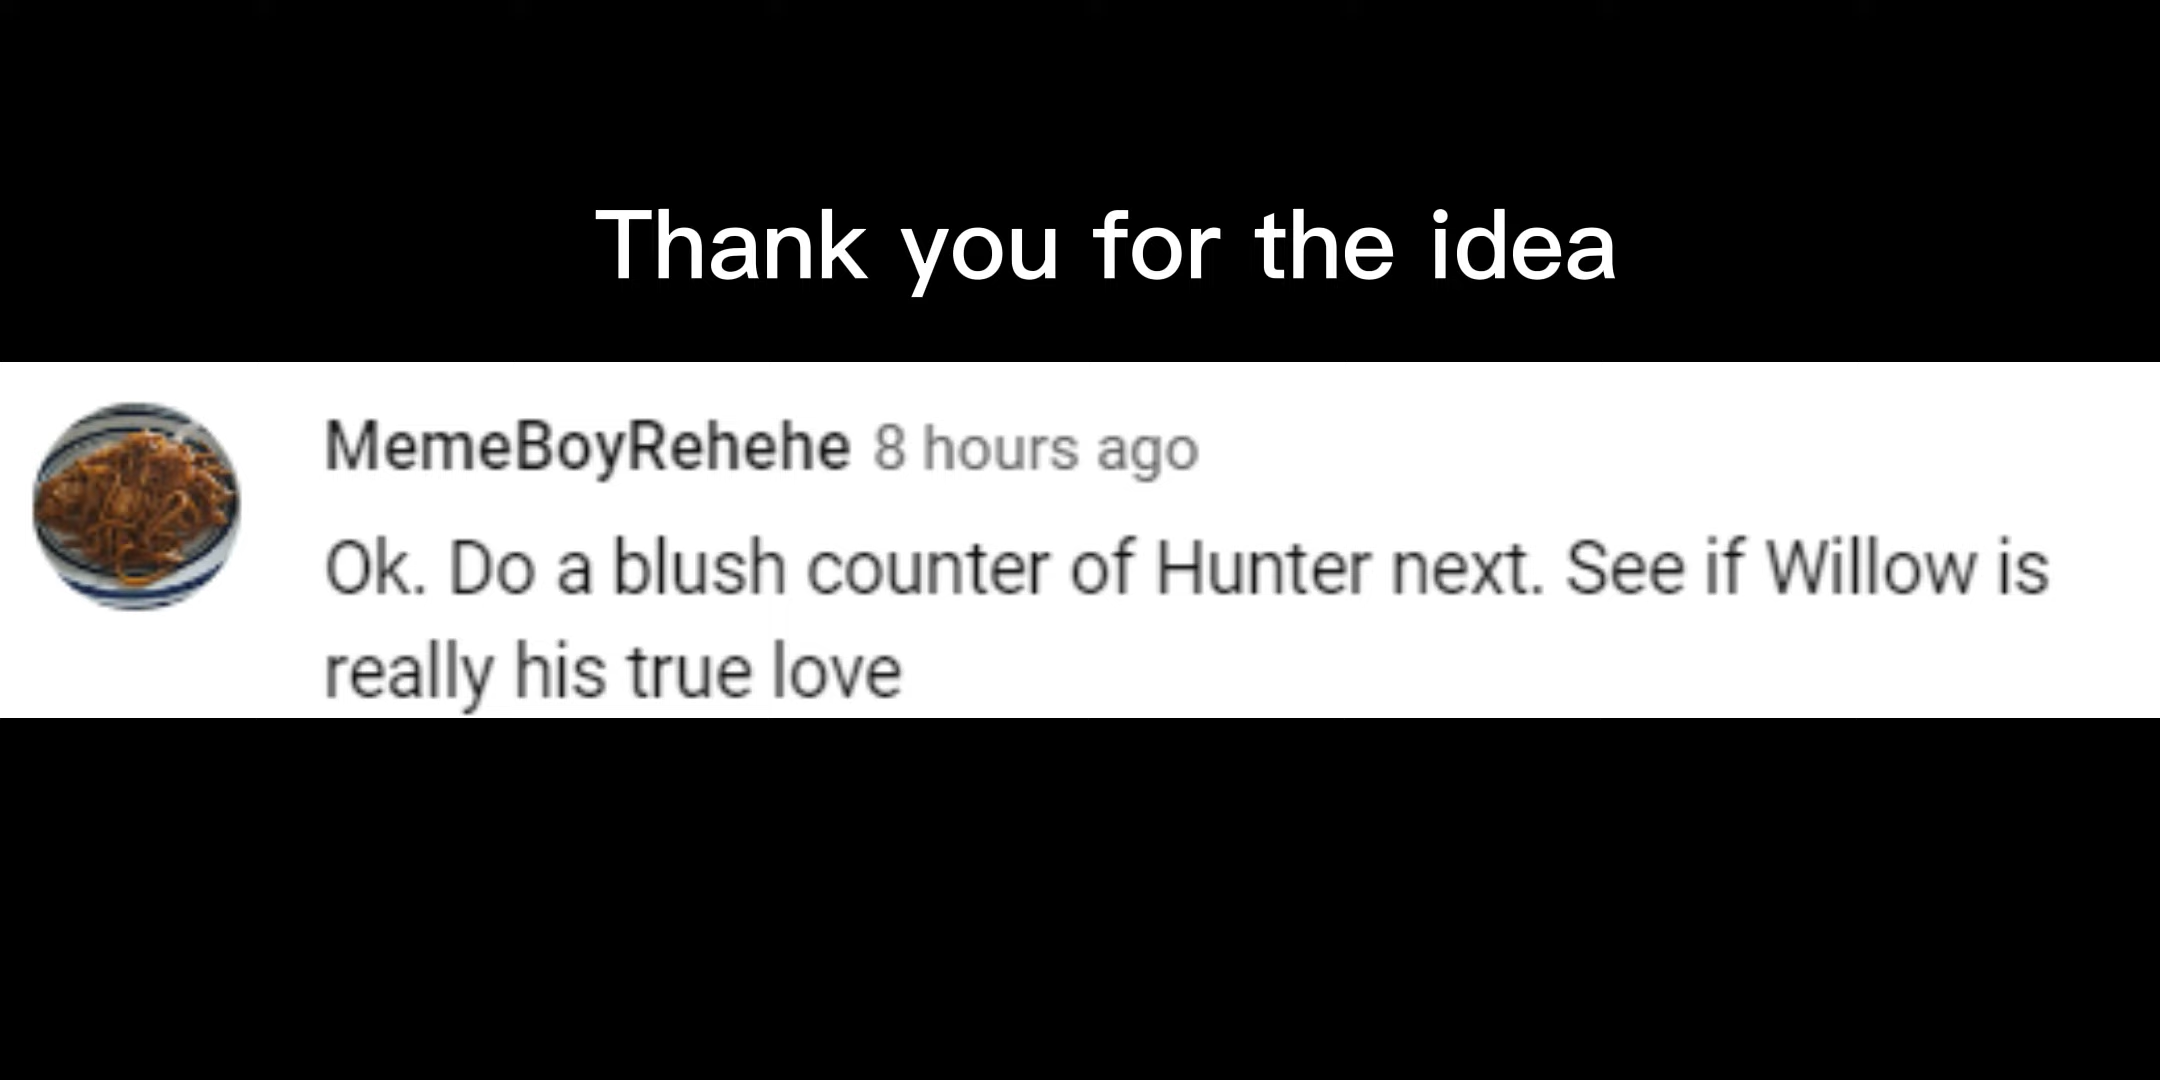 Thank you for the idea
MemeBoyRehehe 8 hours ago
Ok. Do a blush counter of Hunter next. See if Willow is
really his true love